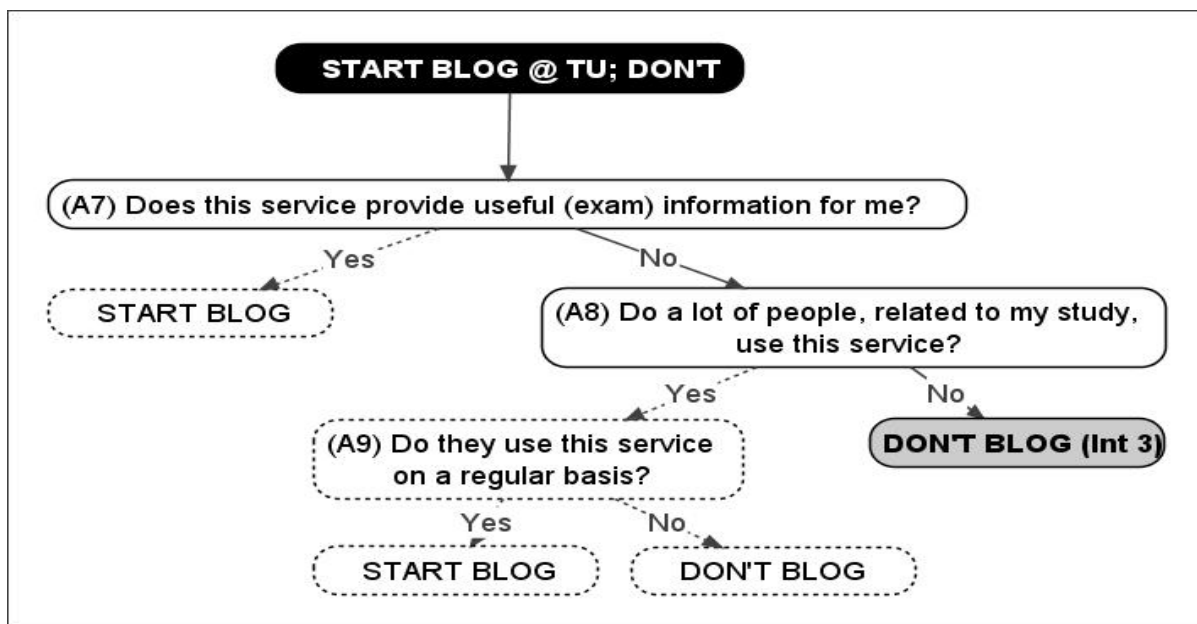 START BLOG @ TU; DON'T
(A7) Does this service provide useful (exam) information for me?
Yes
No
START BLOG
(A8) Do a lot of people, related to my study,
use this service?
Yes
No
(A9) Do they use this service
on a regular basis?
DON'T BLOG (Int 3)
Yes
No
START BLOG
DON'T BLOG